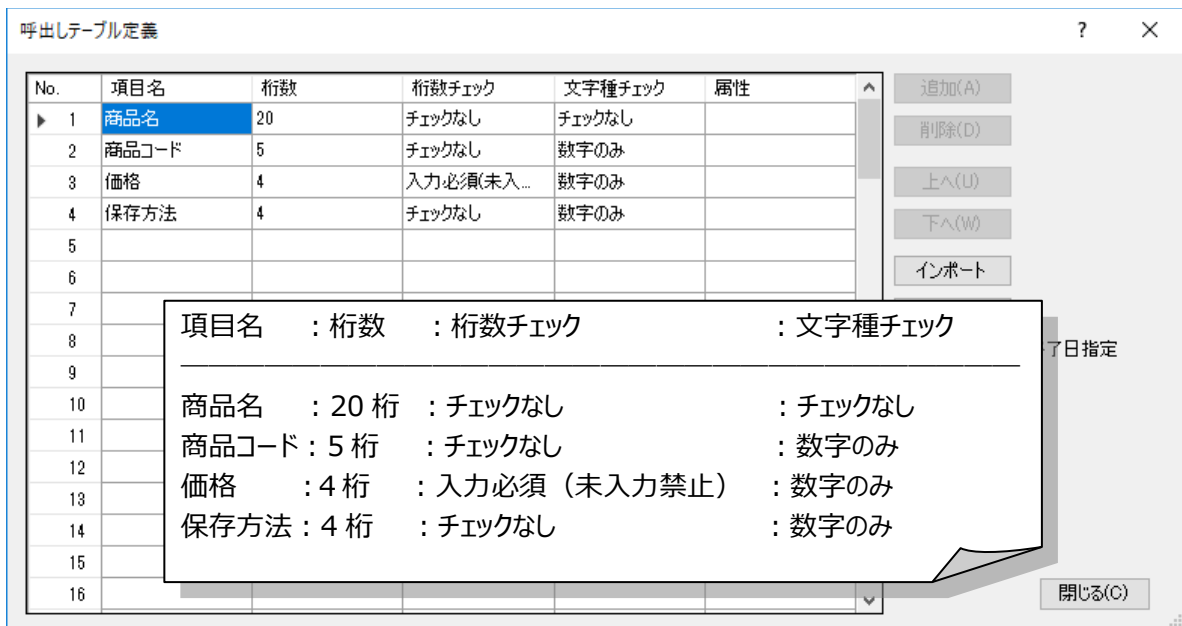 呼出しテーブル定義 ? ×
No. 項目名 桁数 桁数チェック 文字種チェック 属性
1 商品名 20 チェックなし チェックなし
2 商品コード 5 チェックなし 数字のみ
3 価格 4 入力必須(未入... 数字のみ
4 保存方法 4 チェックなし 数字のみ
5
6
7
8
9
10
11
12
13
14
15
16
追加(A)
削除(D)
上へ(U)
下へ(W)
インポート
了日指定
項目名 :桁数 :桁数チェック :文字種チェック
商品名 :20 桁 :チェックなし :チェックなし
商品コード:5 桁 :チェックなし :数字のみ
価格 :4 桁 :入力必須(未入力禁止) :数字のみ
保存方法:4 桁 :チェックなし :数字のみ
閉じる(C)